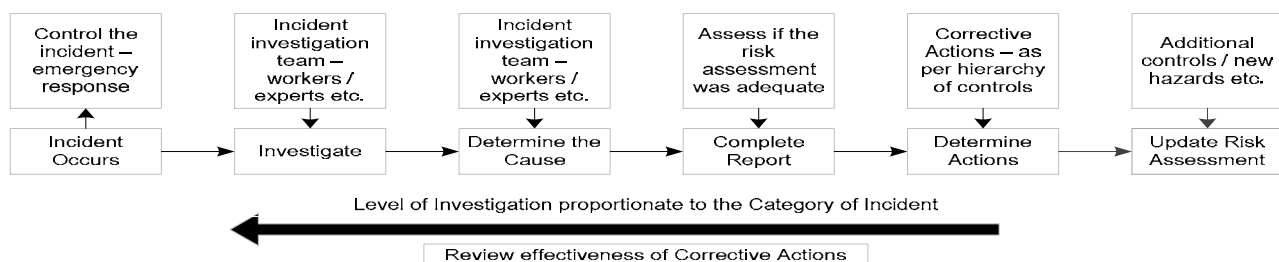 Control the
incident –
emergency
response
Incident
investigation
team –
workers /
experts etc.
Incident
investigation
team –
workers /
experts etc.
Assess if the
risk
assessment
was adequate
Corrective
Actions – as
per hierarchy
of controls
Additional
controls / new
hazards etc.
Incident
Occurs
Investigate
Determine the
Cause
Complete
Report
Determine
Actions
Update Risk
Assessment
Level of Investigation proportionate to the Category of Incident
Review effectiveness of Corrective Actions